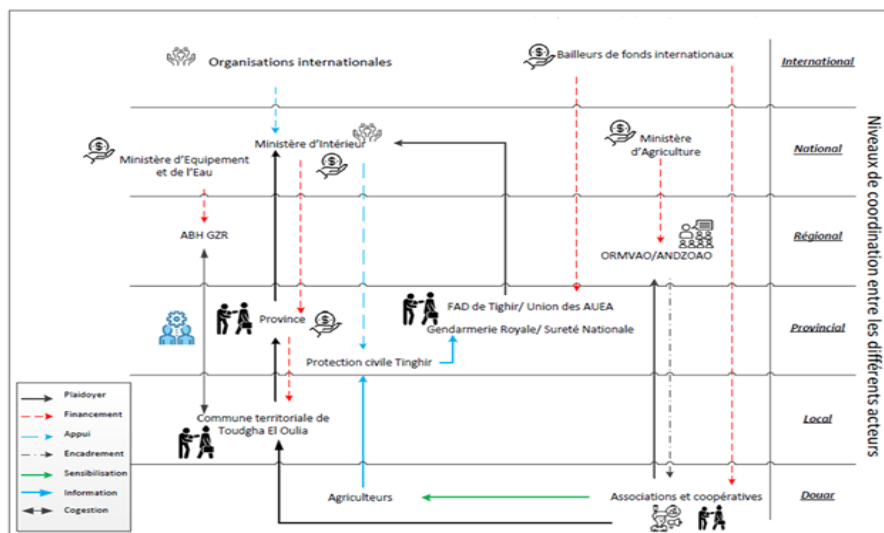 Organisations internationales
Bailleurs de fonds internationaux
International
Ministère d'Equipement
et de l'Eau
Ministère d'Intérieur
Ministère
d'Agriculture
National
ABH GZR
ORMVAO/ANDZOAO
Régional
Province
FAD de Tighir/ Union des AUEA
Gendarmerie Royale/ Sureté Nationale
Protection civile Tinghir
Provincial
Commune territoriale de
Toudgha El Oulia
Local
Agriculteurs
Associations et coopératives
Douar
Niveaux de coordination entre les différents acteurs
Plaidoyer
Financement
Appui
Encadrement
Sensibilisation
Information
Cogestion